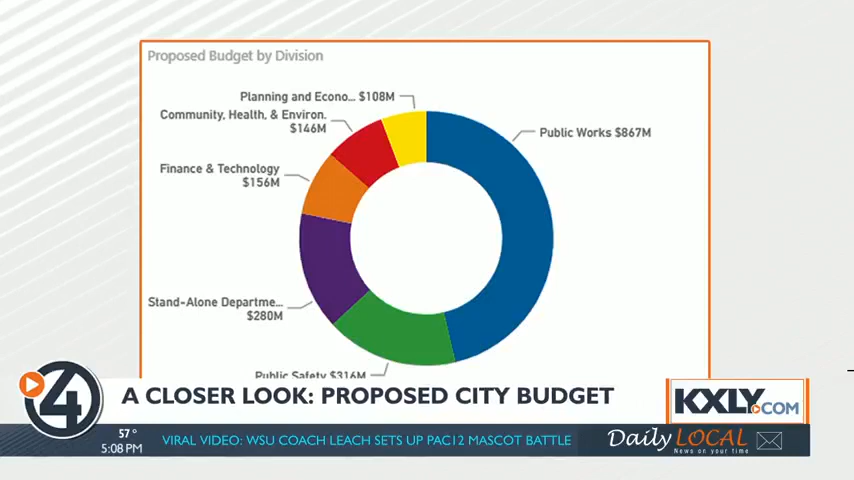 Proposed Budget by Division
Planning and Econo... $108M
Community, Health, & Environ.
$146M
Public Works $867M
Finance & Technology
$156M
Stand-Alone Departme...
$280M
Public Safety $316M
4
A CLOSER LOOK: PROPOSED CITY BUDGET
KXLY
.COM
57°
5:08 PM
VIRAL VIDEO: WSU COACH LEACH SETS UP PAC12 MASCOT BATTLE
Daily LOCAL
News on your time